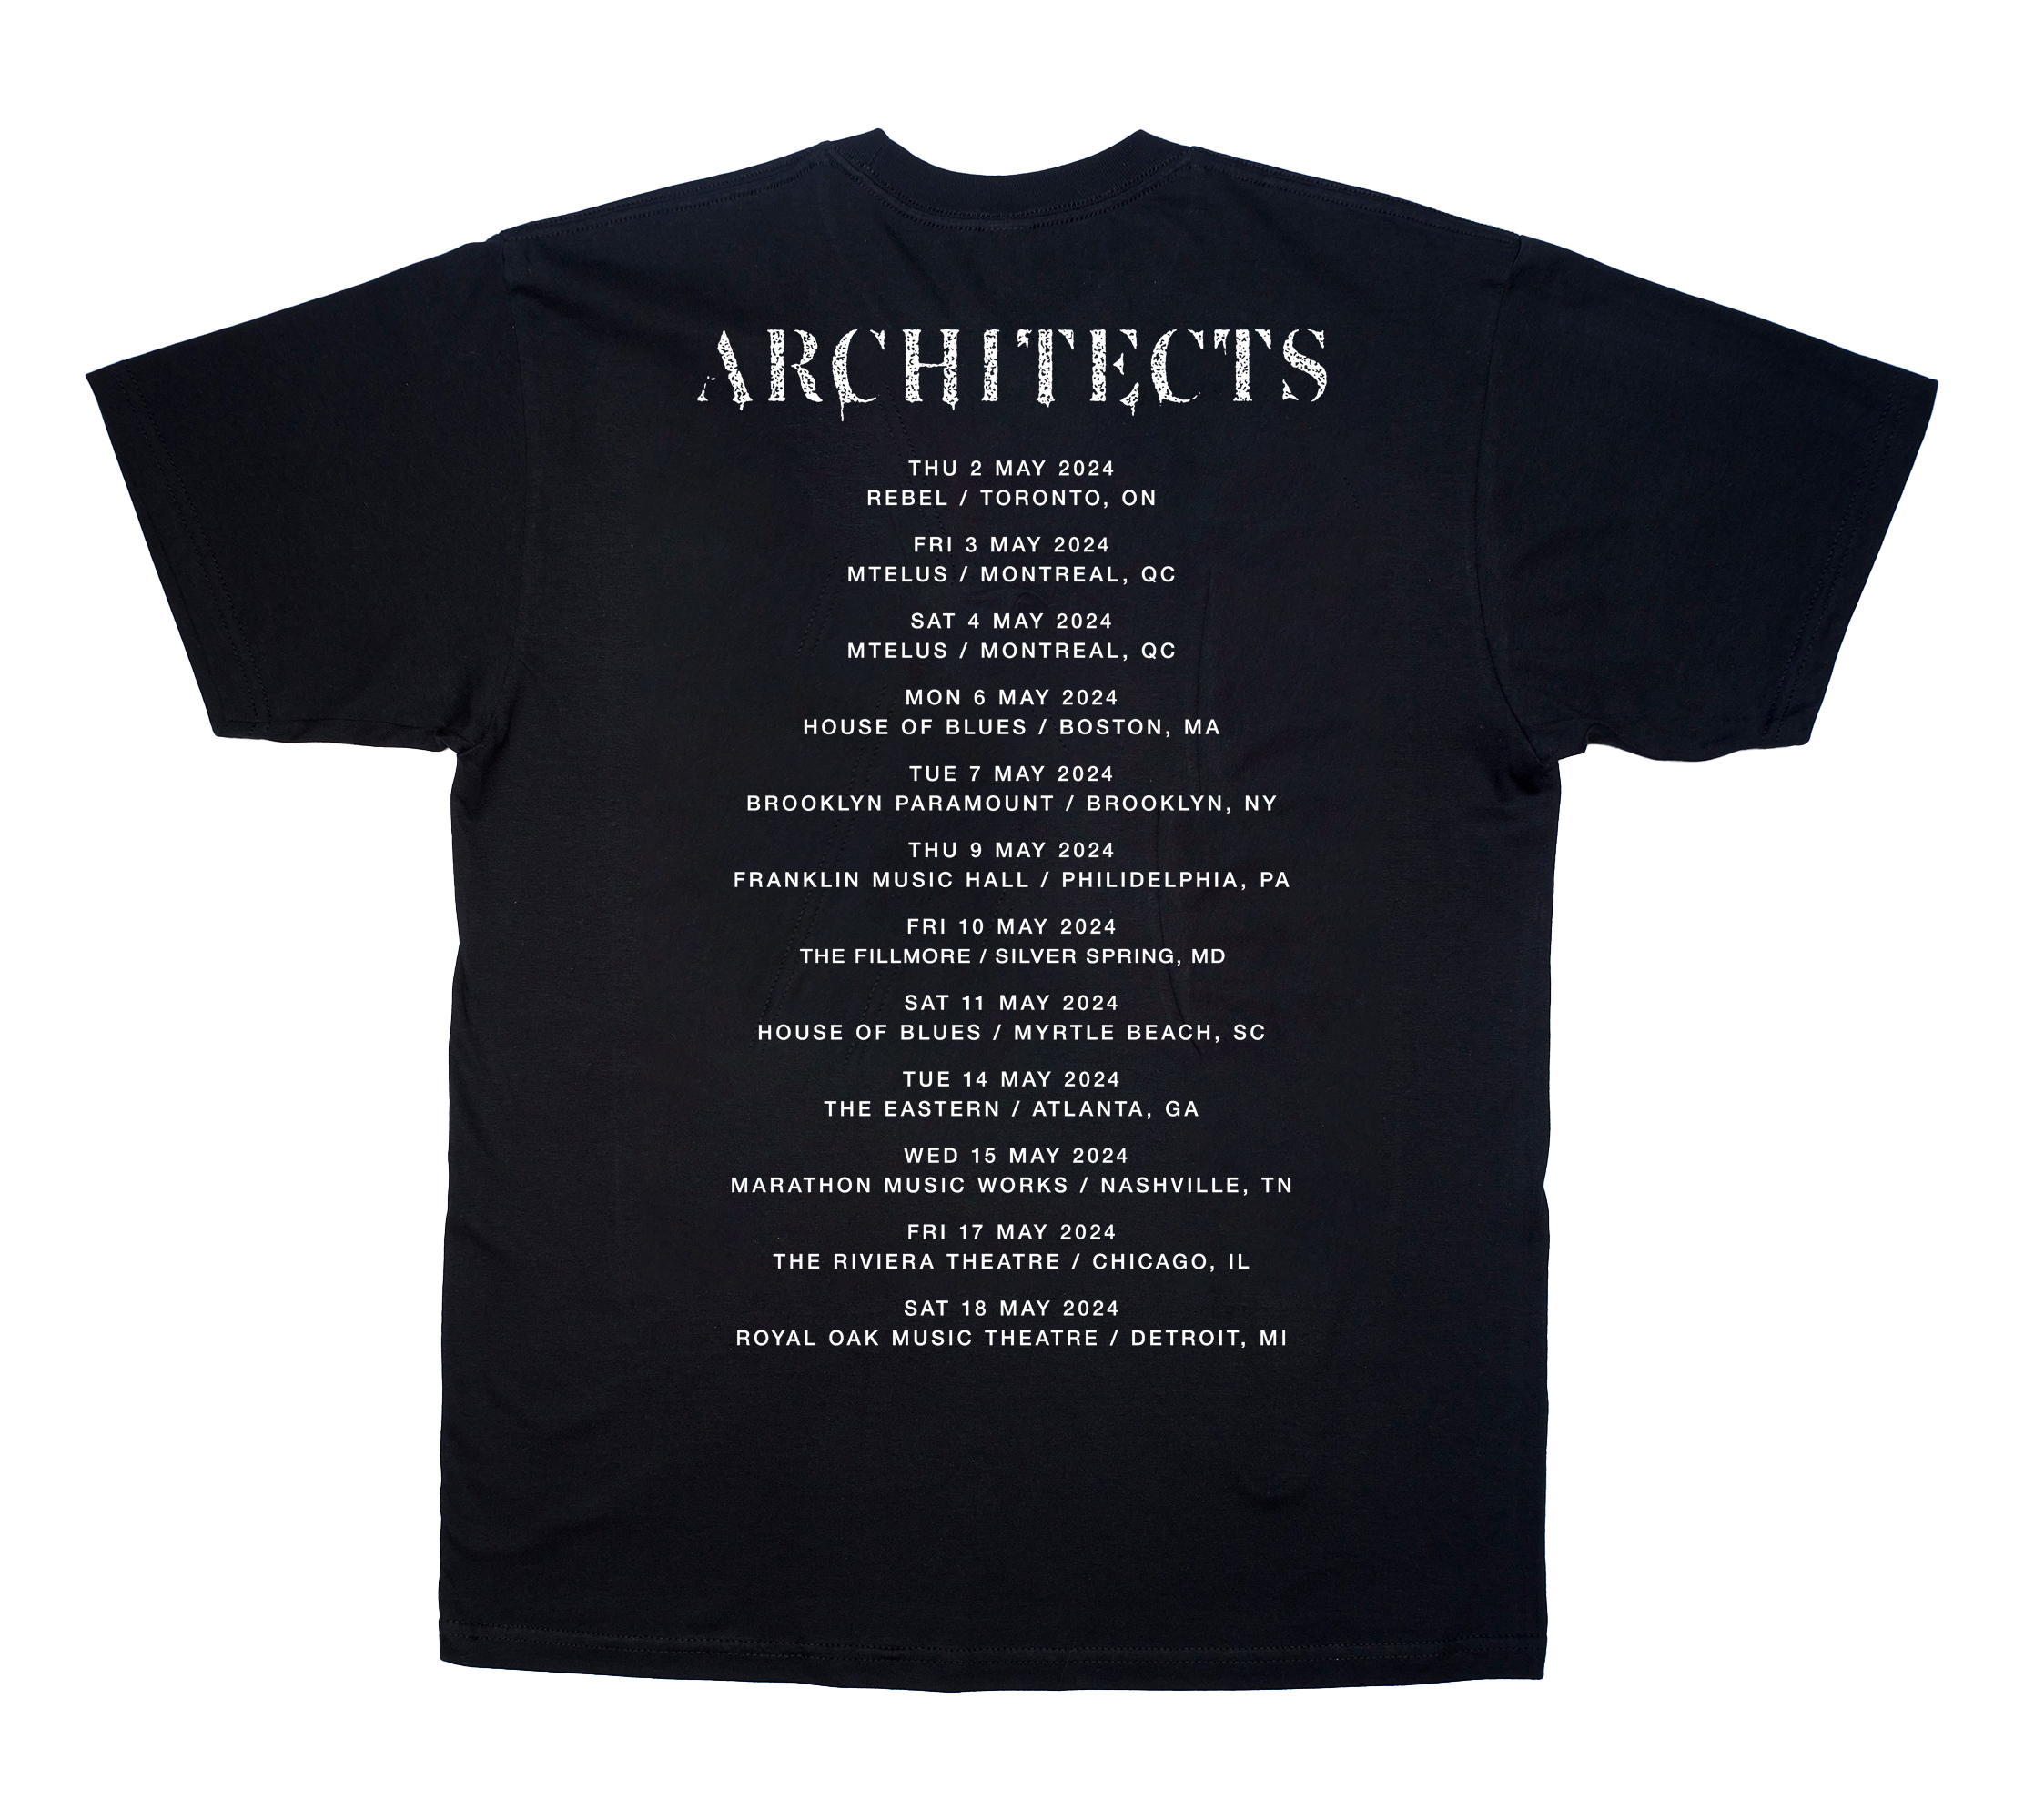 ARCHITECTS
THU 2 MAY 2024
REBEL / TORONTO, ON
FRI 3 MAY 2024
MTELUS / MONTREAL, QC
SAT 4 MAY 2024
MTELUS / MONTREAL, QC
MON 6 MAY 2024
HOUSE OF BLUES / BOSTON, MA
TUE 7 MAY 2024
BROOKLYN PARAMOUNT / BROOKLYN, NY
THU 9 MAY 2024
FRANKLIN MUSIC HALL / PHILIDELPHIA, PA
FRI 10 MAY 2024
THE FILLMORE / SILVER SPRING, MD
SAT 11 MAY 2024
HOUSE OF BLUES / MYRTLE BEACH, SC
TUE 14 MAY 2024
THE EASTERN / ATLANTA, GA
WED 15 MAY 2024
MARATHON MUSIC WORKS / NASHVILLE, TN
FRI 17 MAY 2024
THE RIVIERA THEATRE / CHICAGO, IL
SAT 18 MAY 2024
ROYAL OAK MUSIC THEATRE / DETROIT, MI